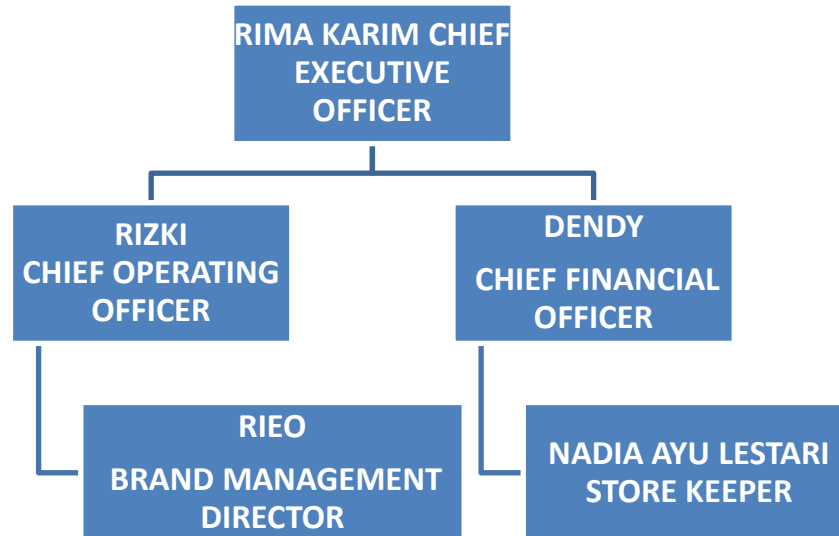 RIMA KARIM CHIEF
EXECUTIVE
OFFICER
RIZKI
CHIEF OPERATING
OFFICER
DENDY
CHIEF FINANCIAL
OFFICER
RIEO
BRAND MANAGEMENT
DIRECTOR
NADIA AYU LESTARI
STORE KEEPER